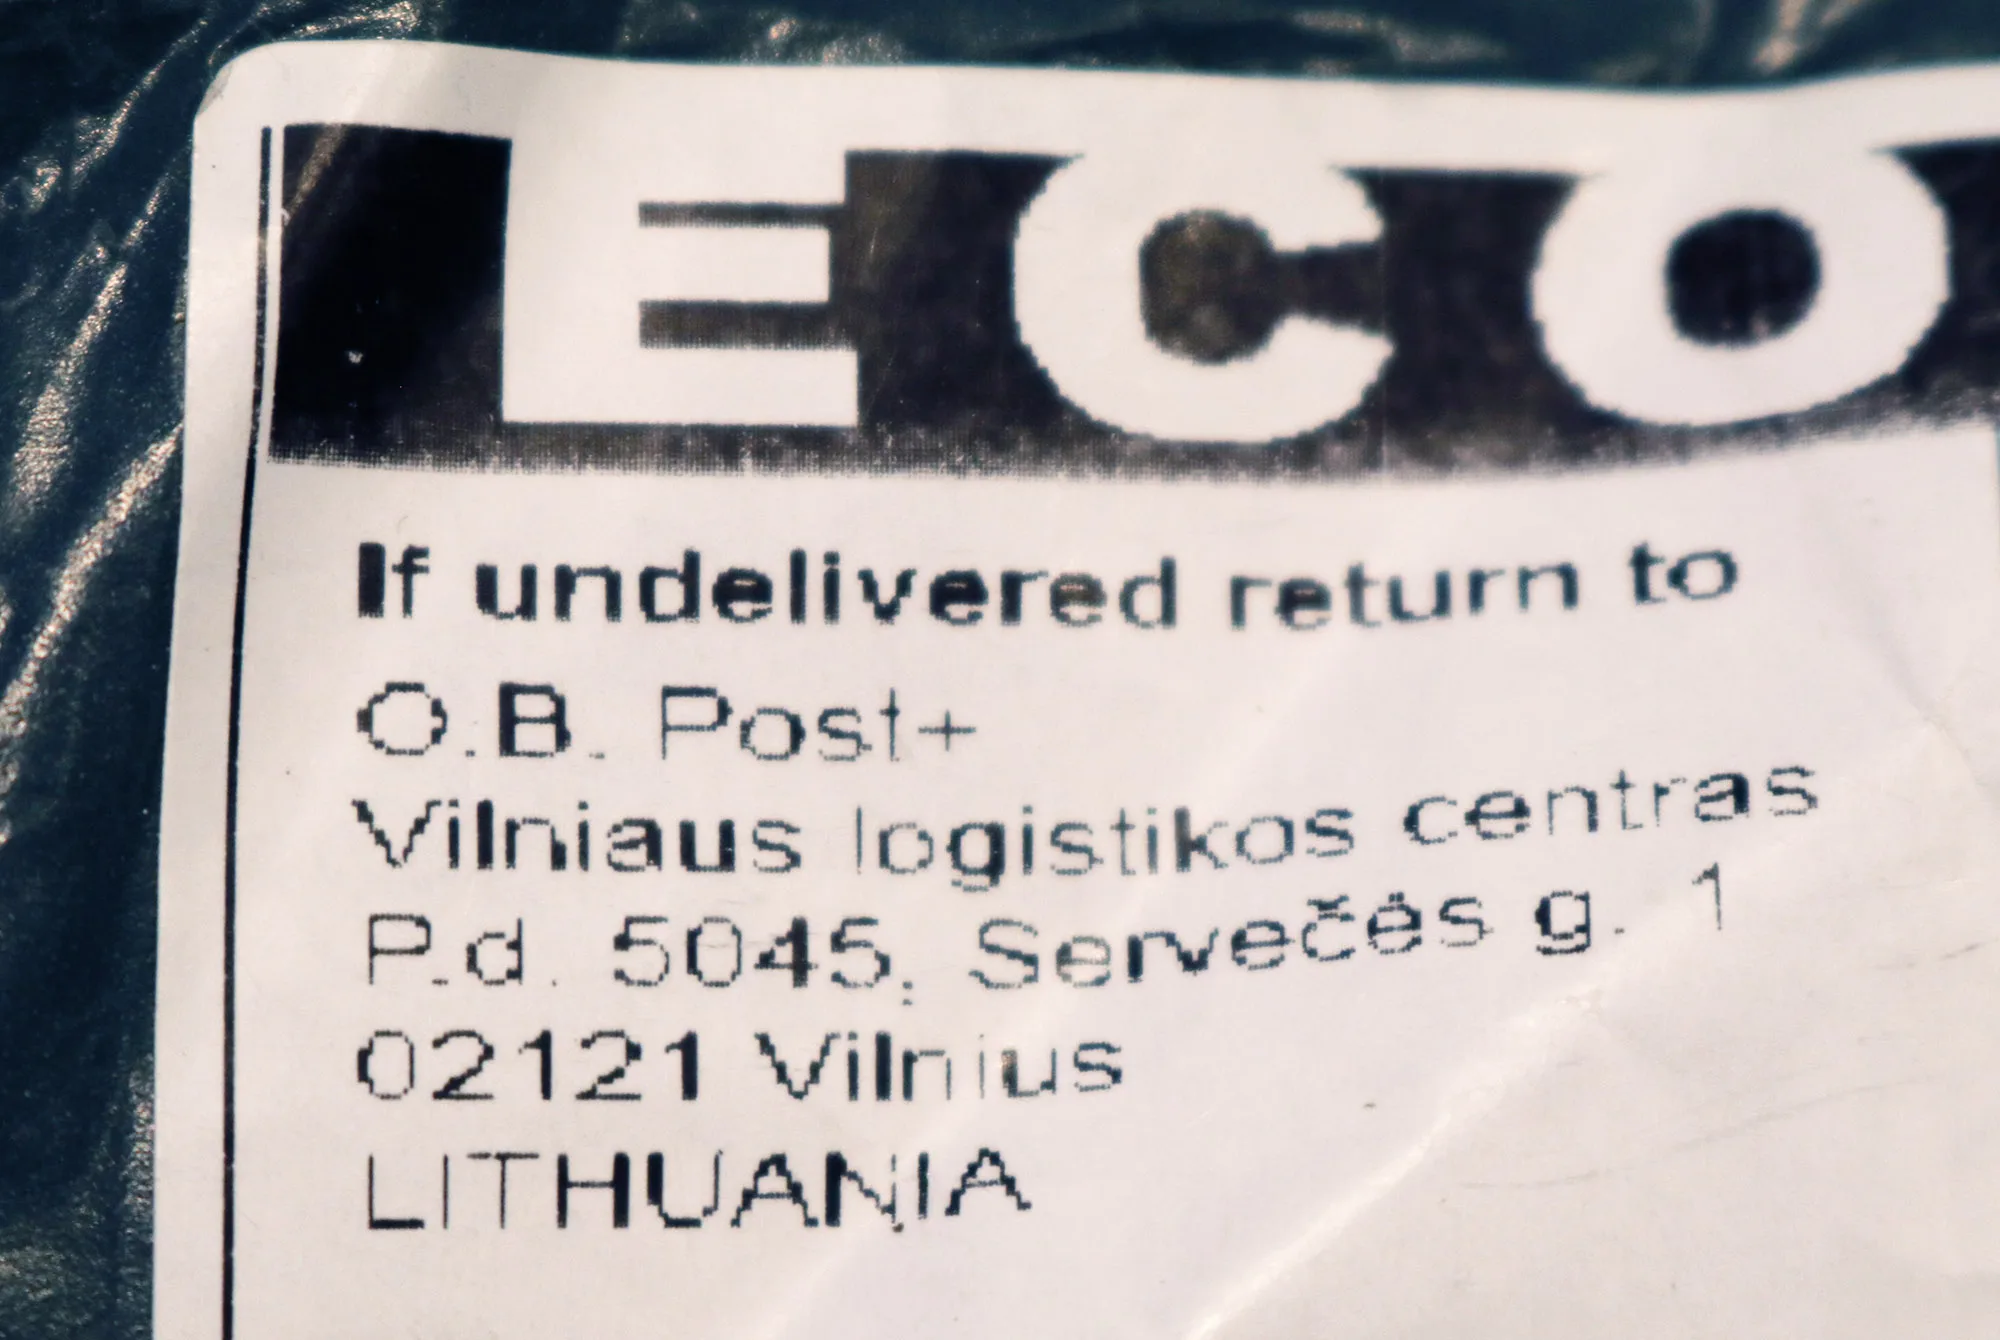 ECO
If undelivered return to
O.B. Post+
Vilniaus logistikos centras
P.d. 5045, Servečės g. 1
02121 Vilnius
LITHUANIA